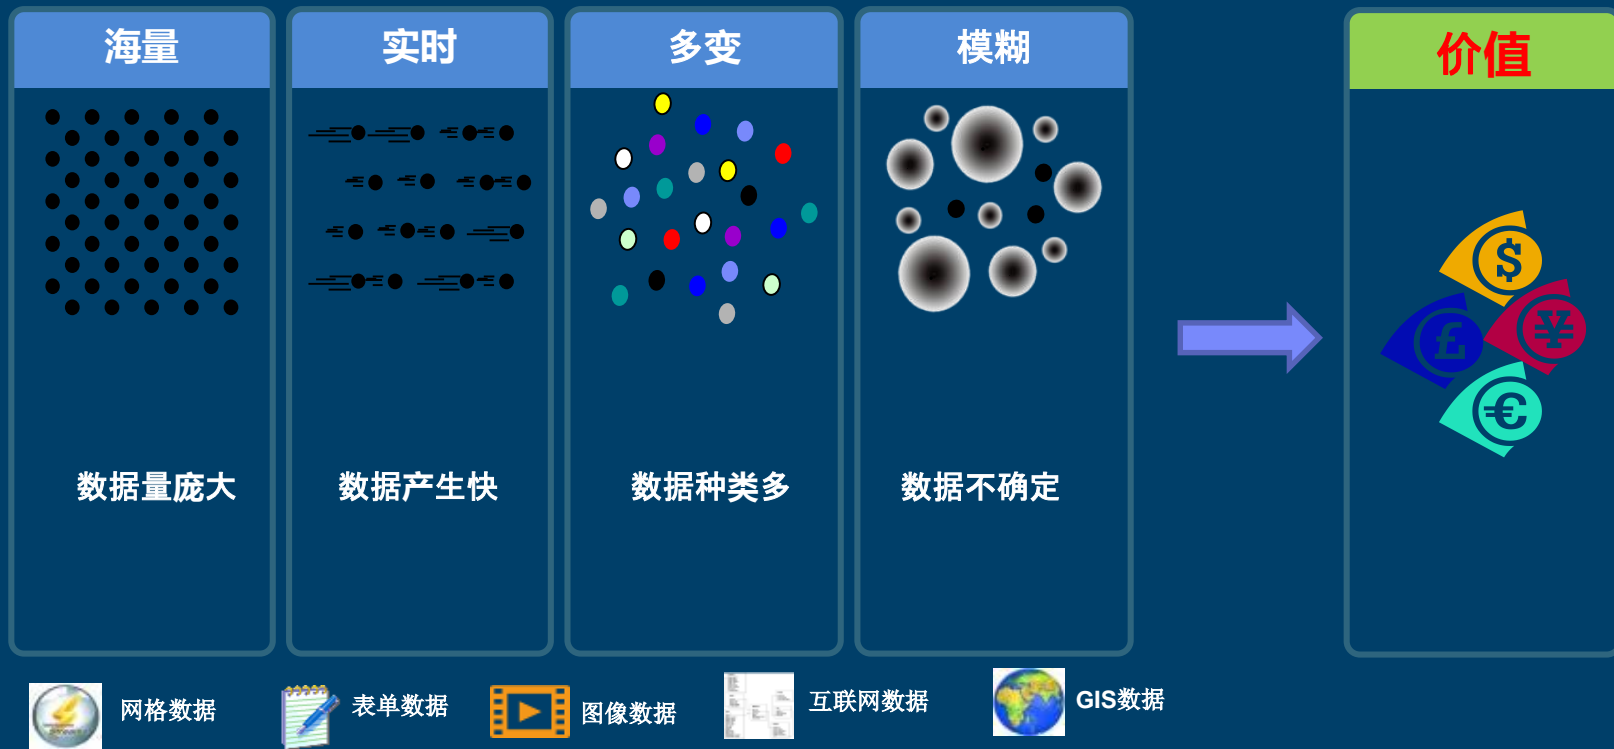 海量
实时
多变
模糊
价值
$
£
¥
€
数据量庞大
数据产生快
数据种类多
数据不确定
网格数据
表单数据
图像数据
互联网数据
GIS数据